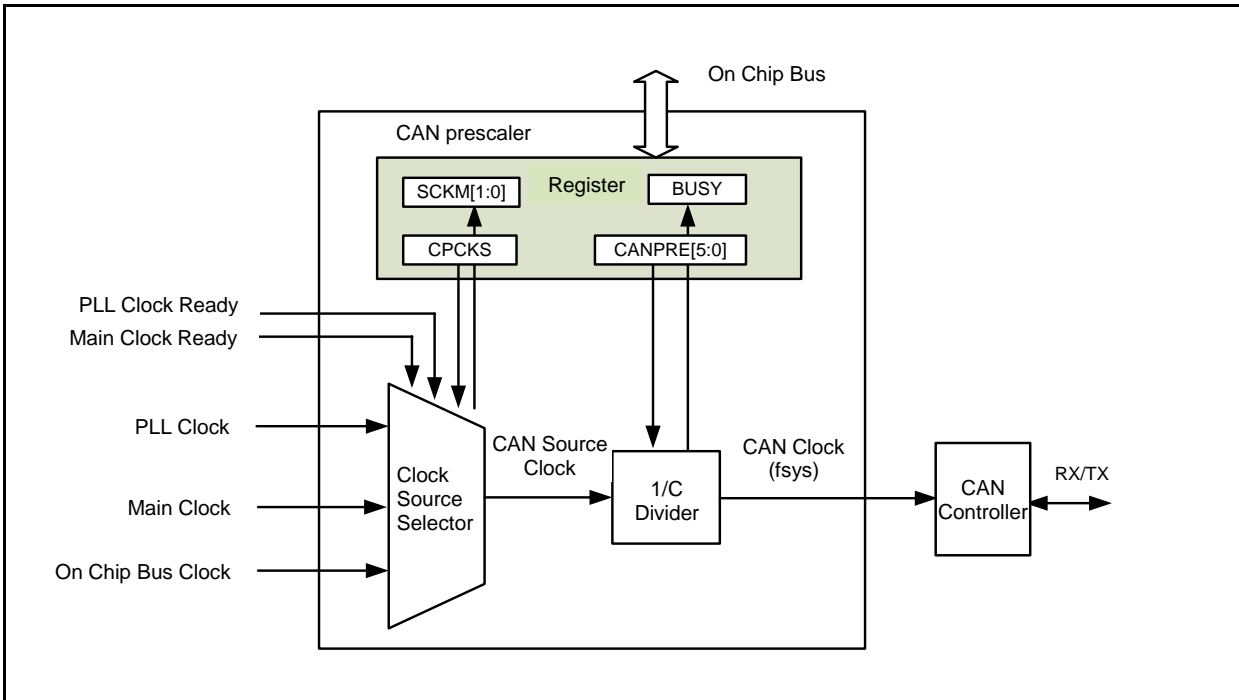 On Chip Bus
CAN prescaler
SCKM[1:0]
Register
BUSY
CPCKS
CANPRE[5:0]
PLL Clock Ready
Main Clock Ready
PLL Clock
Main Clock
On Chip Bus Clock
Clock
Source
Selector
CAN Source
Clock
1/C
Divider
CAN Clock
(fsys)
CAN
Controller
RX/TX